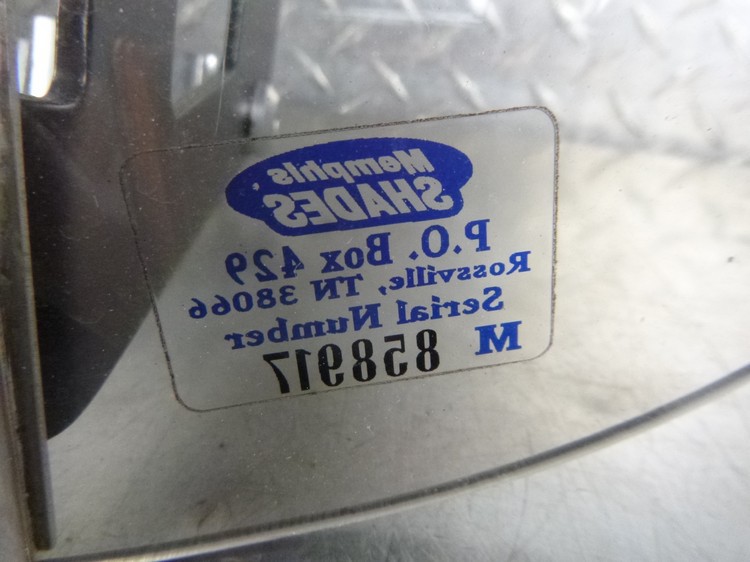 Memphis
SHADES
P.O. Box 429
Rossville, TN 38066
Serial Number
M 858917